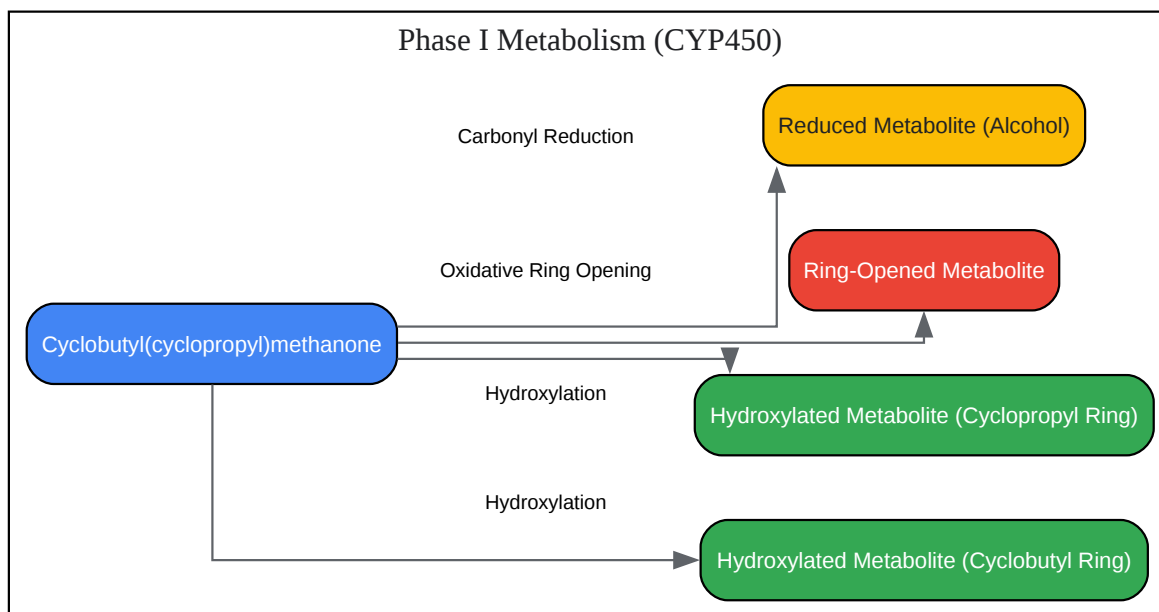 Phase I Metabolism (CYP450)
Carbonyl Reduction
Reduced Metabolite (Alcohol)
Oxidative Ring Opening
Ring-Opened Metabolite
Cyclobutyl(cyclopropyl)methanone
Hydroxylation
Hydroxylated Metabolite (Cyclopropyl Ring)
Hydroxylation
Hydroxylated Metabolite (Cyclobutyl Ring)